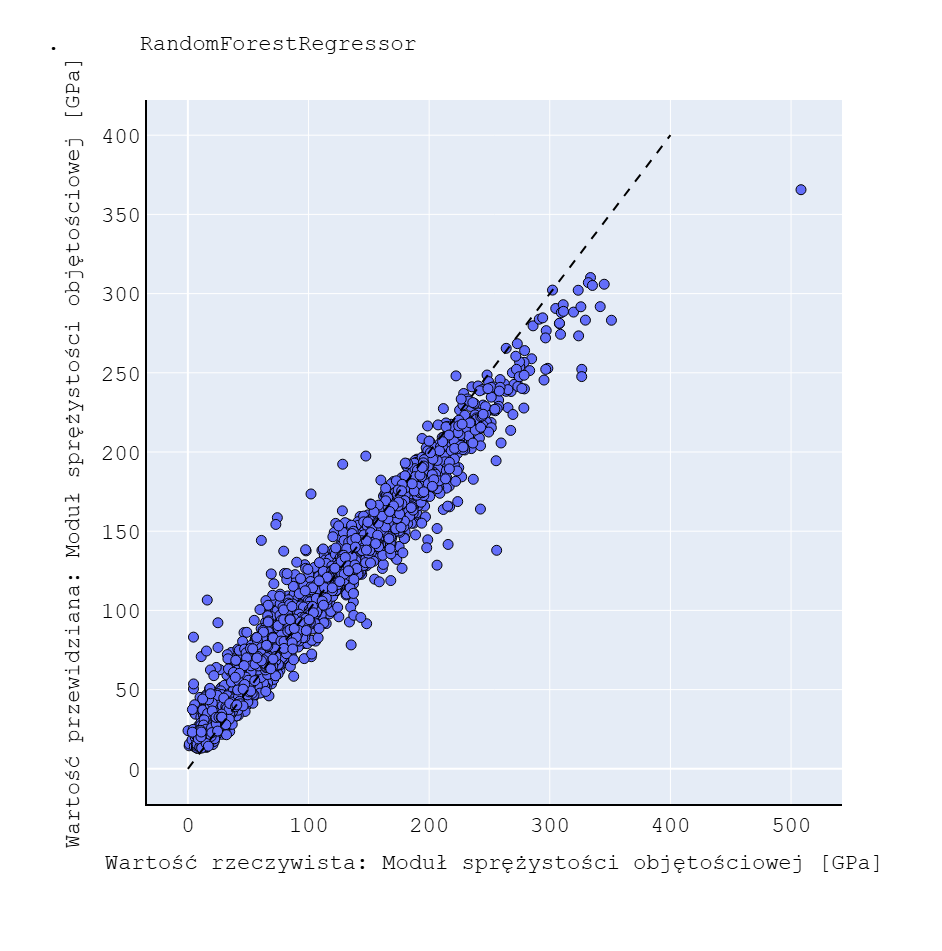 . RandomForestRegressor
Wartość przewidziana: Moduł sprężystości objętościowej [GPa]
400
350
300
250
200
150
100
50
0
0 100 200 300 400 500
Wartość rzeczywista: Moduł sprężystości objętościowej [GPa]